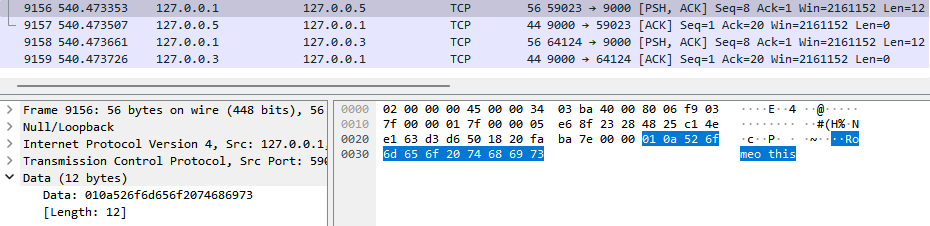 9156 540.473353 127.0.0.1 127.0.0.5 TCP 56 59023 → 9000 [PSH, ACK] Seq=8 Ack=1 Win=2161152 Len=12
9157 540.473507 127.0.0.5 127.0.0.1 TCP 44 9000 → 59023 [ACK] Seq=1 Ack=20 Win=2161152 Len=0
9158 540.473661 127.0.0.1 127.0.0.3 TCP 56 64124 → 9000 [PSH, ACK] Seq=8 Ack=1 Win=2161152 Len=12
9159 540.473726 127.0.0.3 127.0.0.1 TCP 44 9000 → 64124 [ACK] Seq=1 Ack=20 Win=2161152 Len=0
Frame 9156: 56 bytes on wire (448 bits), 56
Null/Loopback
Internet Protocol Version 4, Src: 127.0.0.1,
Transmission Control Protocol, Src Port: 590
Data (12 bytes)
Data: 010a526f6d656f2074686973
[Length: 12]
0000 02 00 00 00 45 00 00 34 03 ba 40 00 80 06 f9 03 ····E··4 ··@·····
0010 7f 00 00 01 7f 00 00 05 e6 8f 23 28 48 25 c1 4e ········ ··#(H%·N
0020 e1 63 d3 d6 50 18 20 fa ba 7e 00 00 01 0a 52 6f ·c··P· · ·~····Ro
0030 6d 65 6f 20 74 68 69 73 meo this